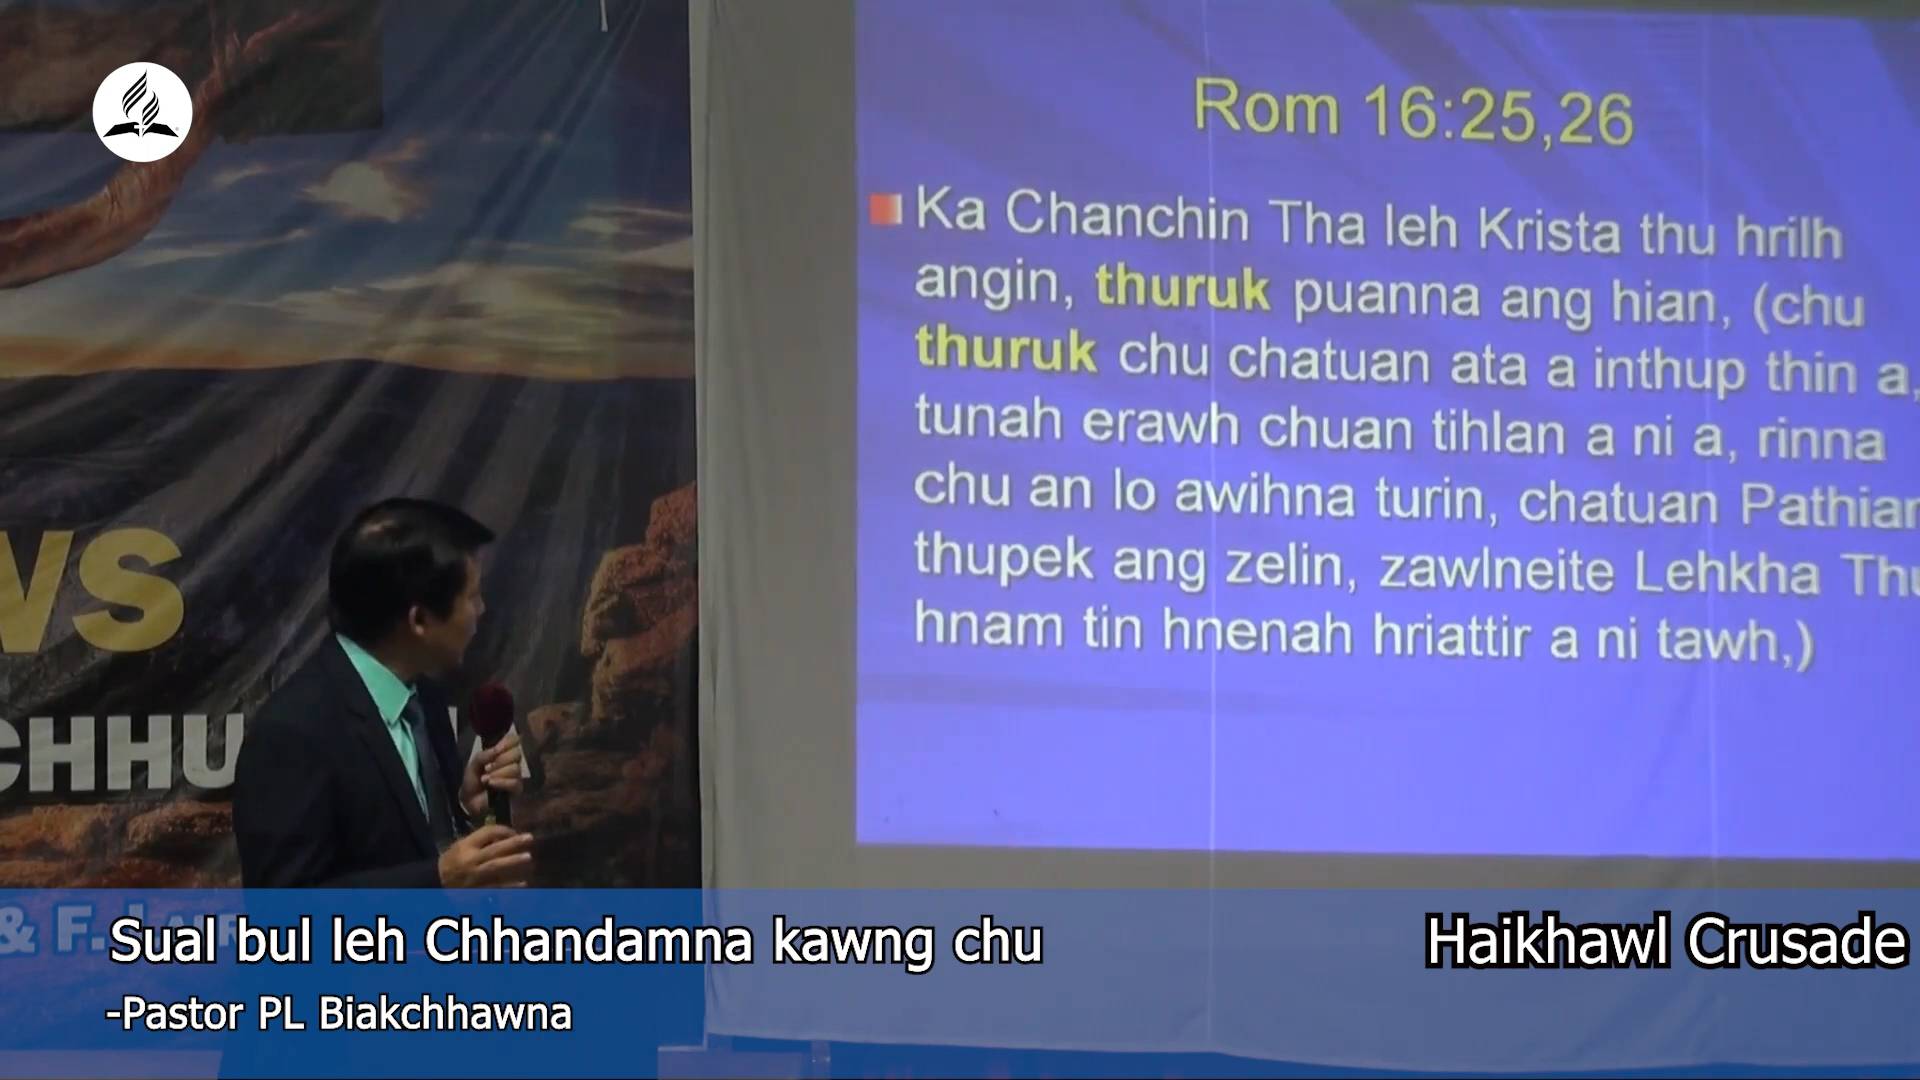 Rom 16:25,26
Ka Chanchin Tha leh Krista thu hrilh
angin, thuruk puanna ang hian, (chu
thuruk chu chatuan ata a inthup thin a,
tunah erawh chuan tihlan a ni a, rinna
chu an lo awihna turin, chatuan
thupek ang zelin, zawlneite Lehkha
hnam tin hnenah hriattir a ni tawh,)
WS
CHHU
& F.
Sual bul leh Chhandamna kawng chu
Haikhawl Crusade
-Pastor PL Biakchhawna